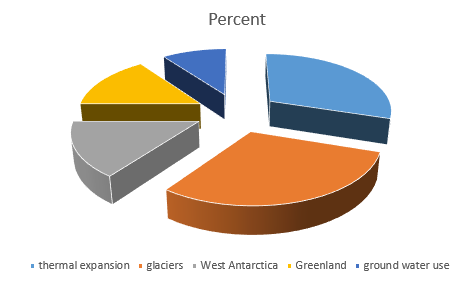 Percent
thermal expansion glaciers West Antarctica Greenland ground water use